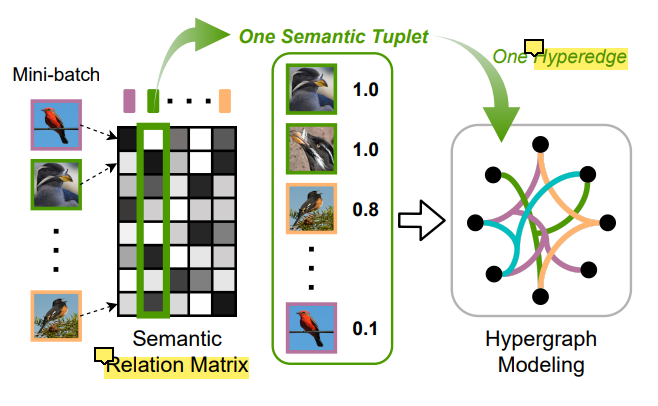 One Semantic Tuplet
One Hyperedge
Mini-batch
1.0
1.0
0.8
0.1
Semantic
Relation Matrix
Hypergraph
Modeling